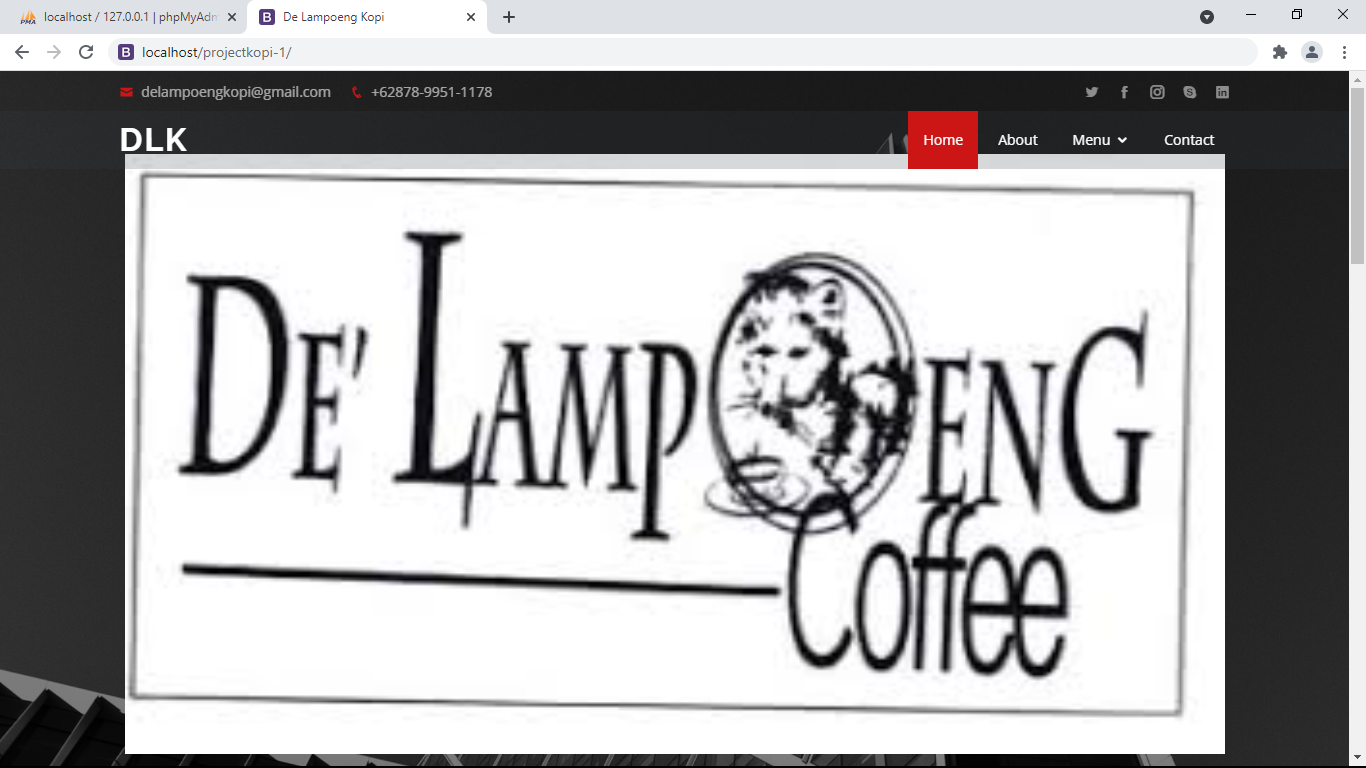 localhost / 127.0.0.1 | phpMyAdm
De Lampoeng Kopi
localhost/projectkopi-1/
delampoengkopi@gmail.com
+62878-9951-1178
DLK
Home
About
Menu
Contact
DE' LAMPOENG
Coffee